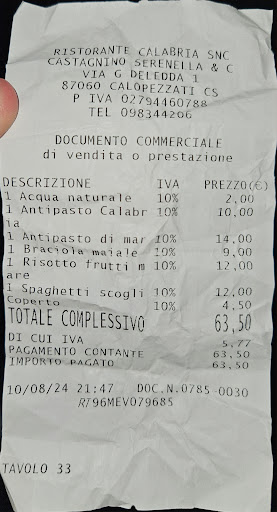 RISTORANTE CALABRIA SNC
CASTAGNINO SERENELLA & C
VIA G DELEDDA 1
87060 CALOPEZZATI CS
P IVA 02794460788
TEL 098344206
DOCUMENTO COMMERCIALE
di vendita o prestazione
DESCRIZIONE IVA PREZZO(€)
1 Acqua naturale 10% 2,00
1 Antipasto Calabr 10% 10,00
ia
1 Antipasto di mar 10% 14,00
1 Braciola maiale 10% 9,00
1 Risotto frutti m 10% 12,00
are
1 Spaghetti scogli 10% 12,00
Coperto 10% 4,50
TOTALE COMPLESSIVO 63,50
DI CUI IVA 5,77
PAGAMENTO CONTANTE 63,50
IMPORTO PAGATO 63,50
10/08/24 21:47 DOC.N.0785-0030
RT96MEV079685
TAVOLO 33